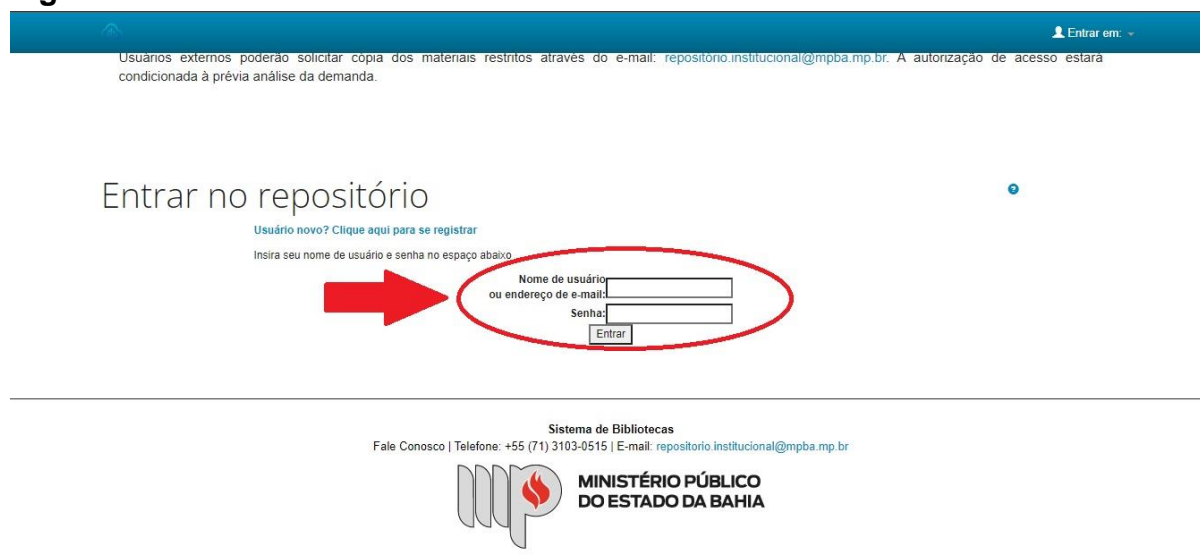 Entrar em:
Usuários externos poderão solicitar cópia dos materiais restritos através do e-mail: repositório.institucional@mpba.mp.br. A autorização de acesso estará
condicionada à prévia análise da demanda.
Entrar no repositório
Usuário novo? Clique aqui para se registrar
Insira seu nome de usuário e senha no espaço abaixo
Nome de usuário
ou endereço de e-mail:
Senha:
Entrar
Sistema de Bibliotecas
Fale Conosco | Telefone: +55 (71) 3103-0515 | E-mail: repositorio.institucional@mpba.mp.br
mp
MINISTÉRIO PÚBLICO
DO ESTADO DA BAHIA